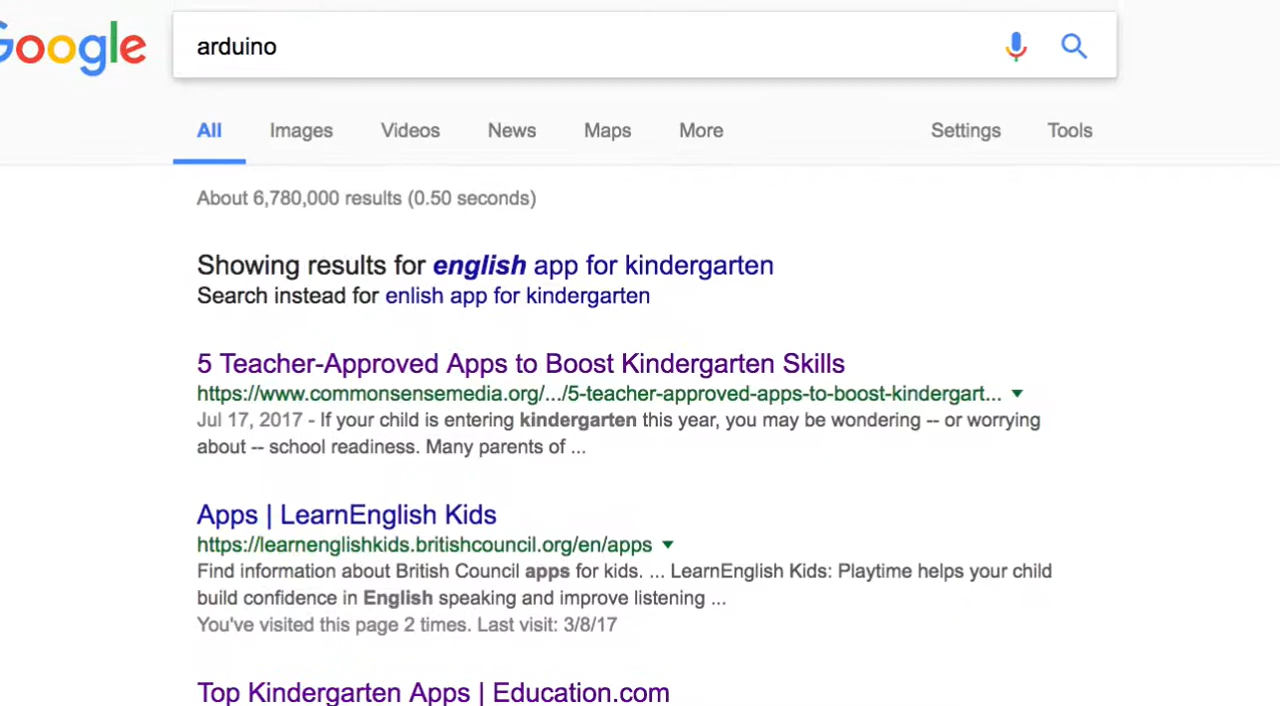 Google
arduino
All Images Videos News Maps More Settings Tools
About 6,780,000 results (0.50 seconds)
Showing results for english app for kindergarten
Search instead for enlish app for kindergarten
5 Teacher-Approved Apps to Boost Kindergarten Skills
https://www.commonsensemedia.org/.../5-teacher-approved-apps-to-boost-kindergart...
Jul 17, 2017 - If your child is entering kindergarten this year, you may be wondering -- or worrying
about -- school readiness. Many parents of ...
Apps | LearnEnglish Kids
https://learnenglishkids.britishcouncil.org/en/apps
Find information about British Council apps for kids. ... LearnEnglish Kids: Playtime helps your child
build confidence in English speaking and improve listening ...
You've visited this page 2 times. Last visit: 3/8/17
Top Kindergarten Apps | Education.com